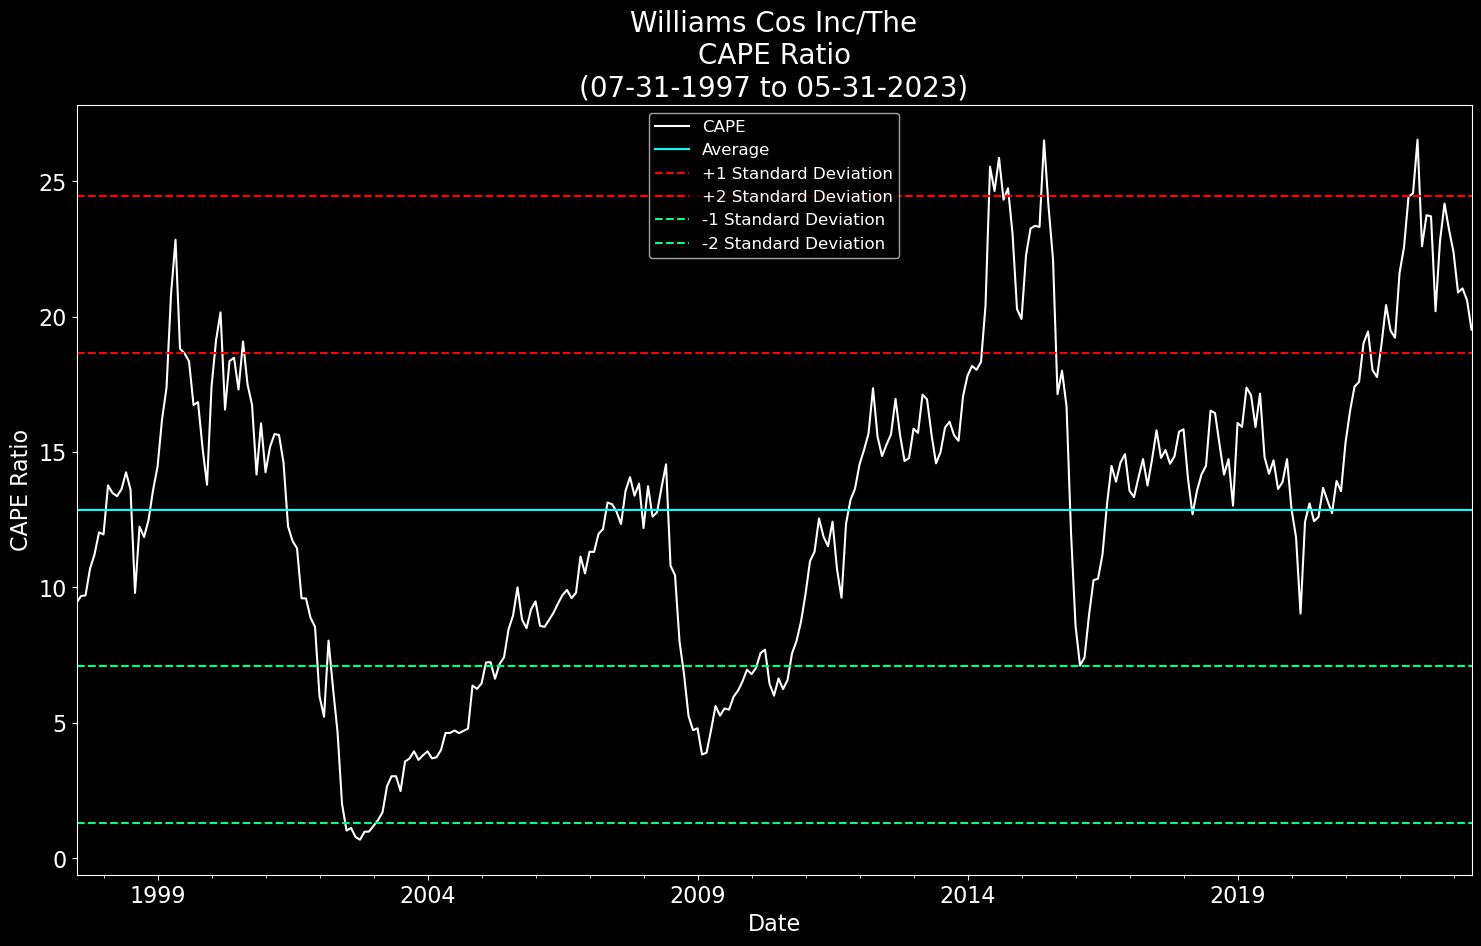 Williams Cos Inc/The
CAPE Ratio
(07-31-1997 to 05-31-2023)
CAPE
Average
+1 Standard Deviation
+2 Standard Deviation
-1 Standard Deviation
-2 Standard Deviation
25
20
15
10
5
0
CAPE Ratio
1999
2004
2009
2014
2019
Date